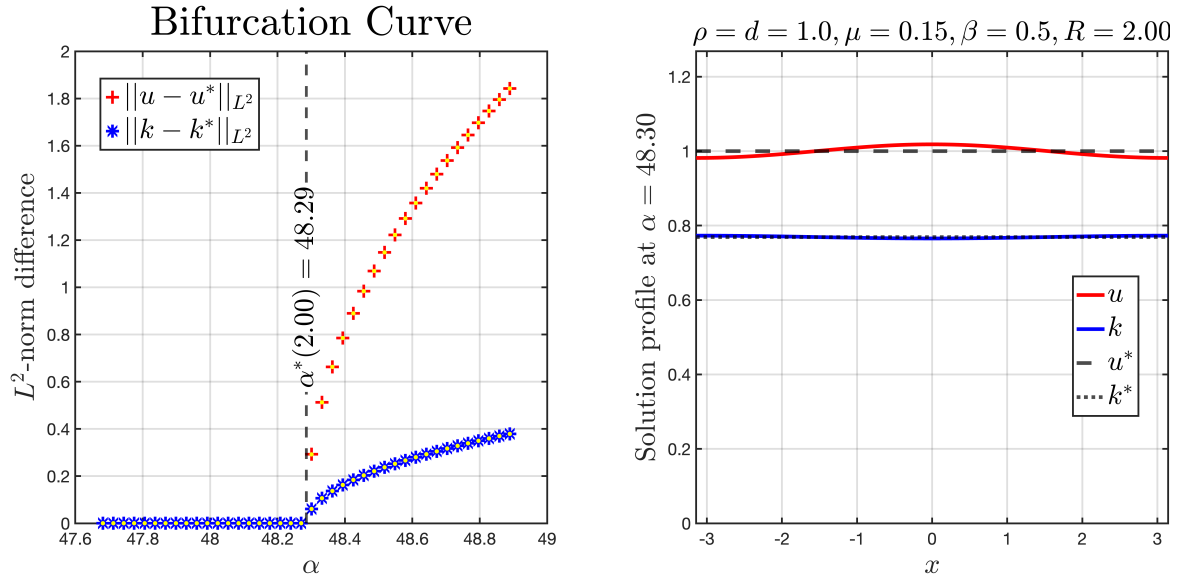 Bifurcation Curve
||u − u*||_{L²}
||k − k*||_{L²}
α*(2.00) = 48.29
L²-norm difference
2
1.8
1.6
1.4
1.2
1
0.8
0.6
0.4
0.2
0
47.6 47.8 48 48.2 48.4 48.6 48.8 49
α
ρ = d = 1.0, μ = 0.15, β = 0.5, R = 2.00
Solution profile at α = 48.30
1.2
1
0.8
0.6
0.4
0.2
0
u
k
u*
k*
-3 -2 -1 0 1 2 3
x